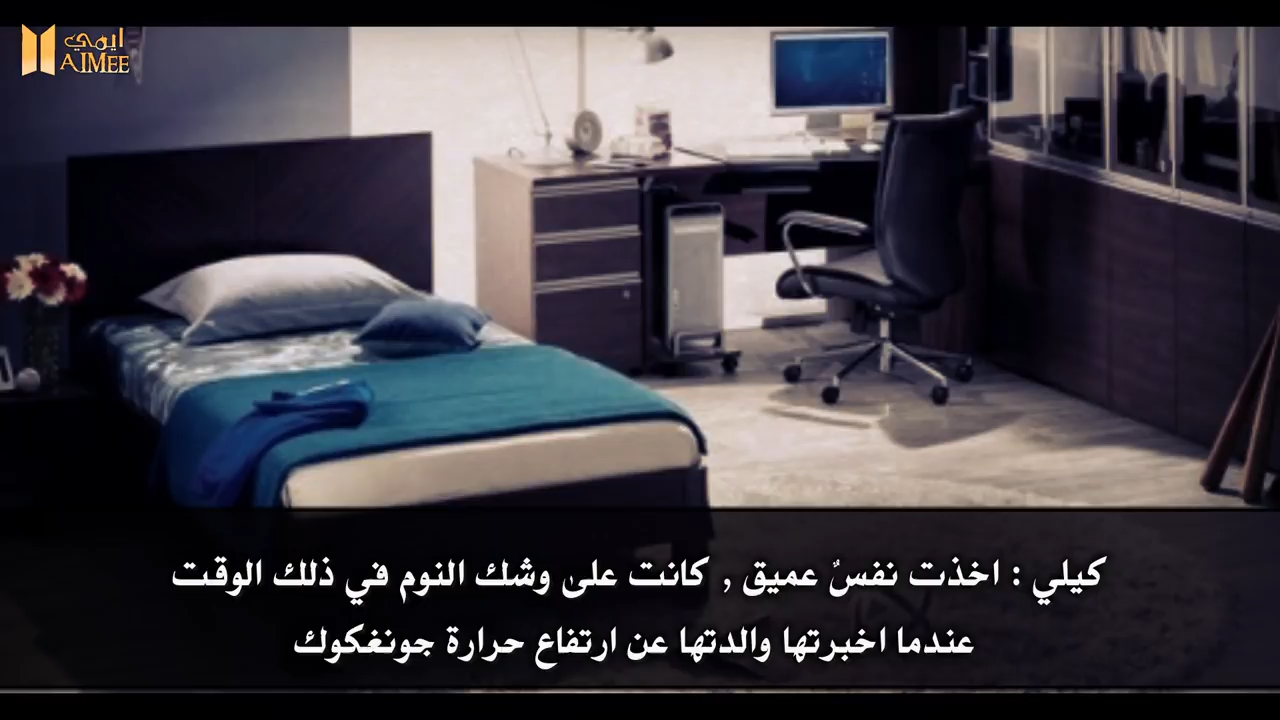 ايمي
AIMEE
كيلي : اخذت نفسٌ عميق , كانت على وشك النوم في ذلك الوقت
عندما اخبرتها والدتها عن ارتفاع حرارة جونغكوك